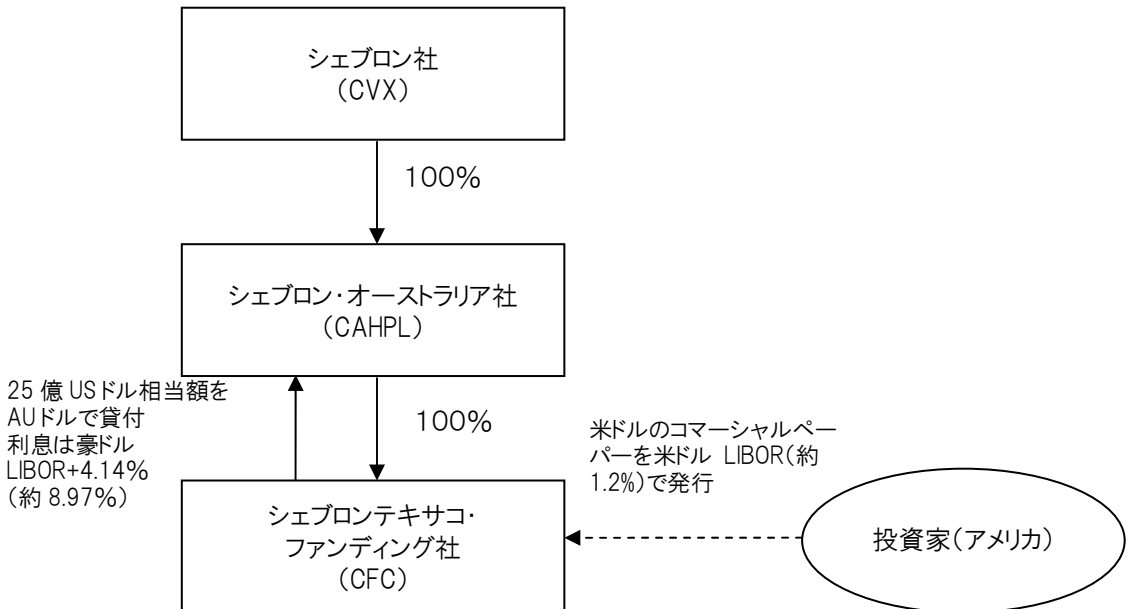 シェブロン社
（CVX）
100%
シェブロン・オーストラリア社
（CAHPL）
25 億 USドル相当額を
AUドルで貸付
利息は豪ドル
LIBOR+4.14%
（約 8.97%）
100%
米ドルのコマーシャルペー
パーを米ドル LIBOR（約
1.2%）で発行
シェブロンテキサコ・
ファンディング社
（CFC）
投資家（アメリカ）